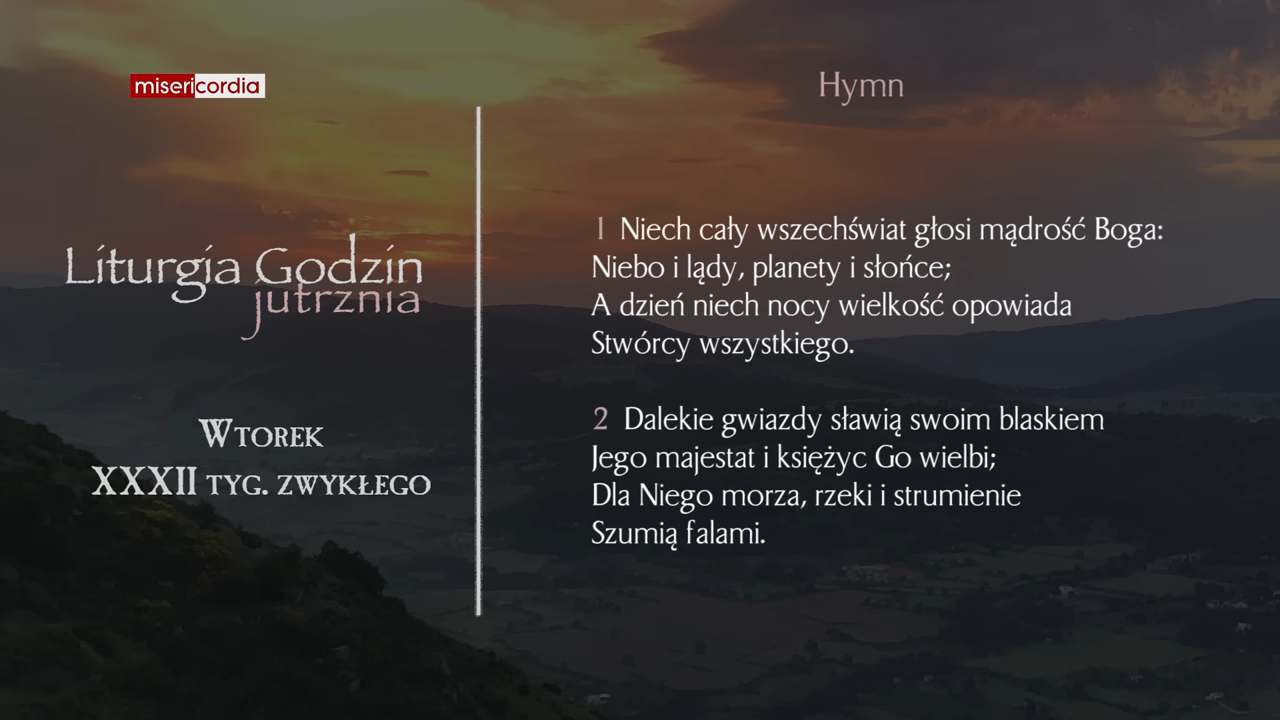 misericordia
Liturgia Godzin
jutrznia
Wtorek
XXXII tyg. zwykłego
Hymn
1 Niech cały wszechświat głosi mądrość Boga:
Niebo i lądy, planety i słońce;
A dzień niech nocy wielkość opowiada
Stwórcy wszystkiego.
2 Dalekie gwiazdy sławią swoim blaskiem
Jego majestat i księżyc Go wielbi;
Dla Niego morza, rzeki i strumienie
Szumią falami.